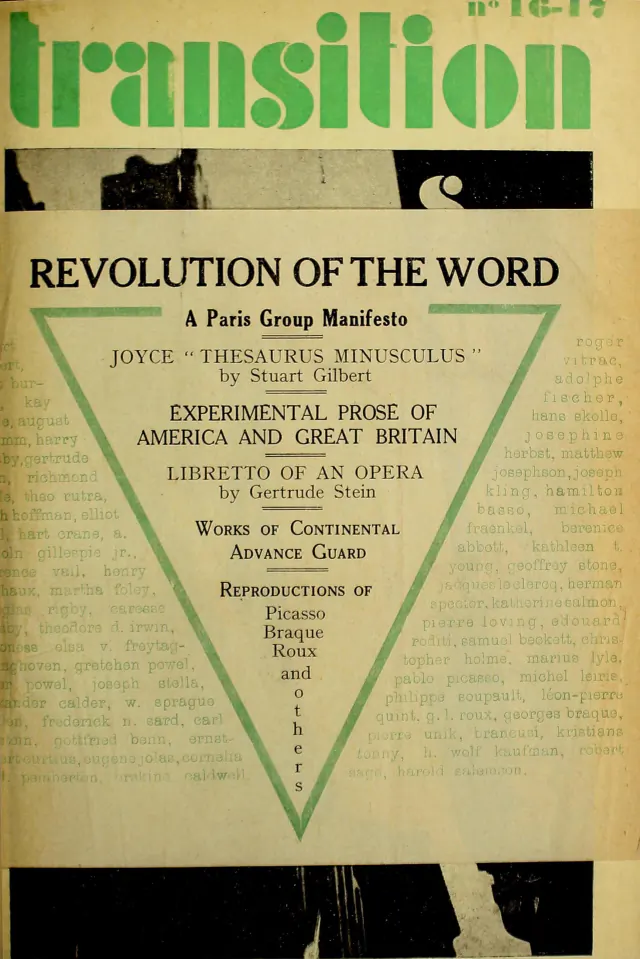 nº 16-17
transition
REVOLUTION OF THE WORD
A Paris Group Manifesto
JOYCE “ THESAURUS MINUSCULUS ”
by Stuart Gilbert
EXPERIMENTAL PROSE OF
AMERICA AND GREAT BRITAIN
LIBRETTO OF AN OPERA
by Gertrude Stein
WORKS OF CONTINENTAL
ADVANCE GUARD
REPRODUCTIONS OF
Picasso
Braque
Roux
and
o
t
h
e
r
s
bur-
kay
august
harry
gertrude
richmond
theo rutra,
hoffman, elliot
hart crane, a.
gillespie jr.,
vail, henry
martha foley,
rigby, caresse
theodore d. irwin,
elsa v. freytag-
gretchen powel,
powel, joseph stella,
calder, w. sprague
frederick n. sard, carl
gottfried benn, ernst-
eugene jolas,
caldwell,
roger
vitrac,
adolphe
fischer,
hans
josephine
herbst, matthew
josephson, joseph
kling, hamilton
basso, michael
fraenkel, berenice
abbott, kathleen t.
young, geoffrey stone,
jacques leclercq, herman
spector, katherine salmon,
pierre loving, edouard
roditi, samuel beckett, chris-
topher holme, marius lyle,
pablo picasso, michel leiris,
philippe soupault, léon-pierre
quint, g. l. roux, georges braque,
pierre unik, brancusi, kristians
tonny, h. wolf kaufman, robert
sage, harold salemson.